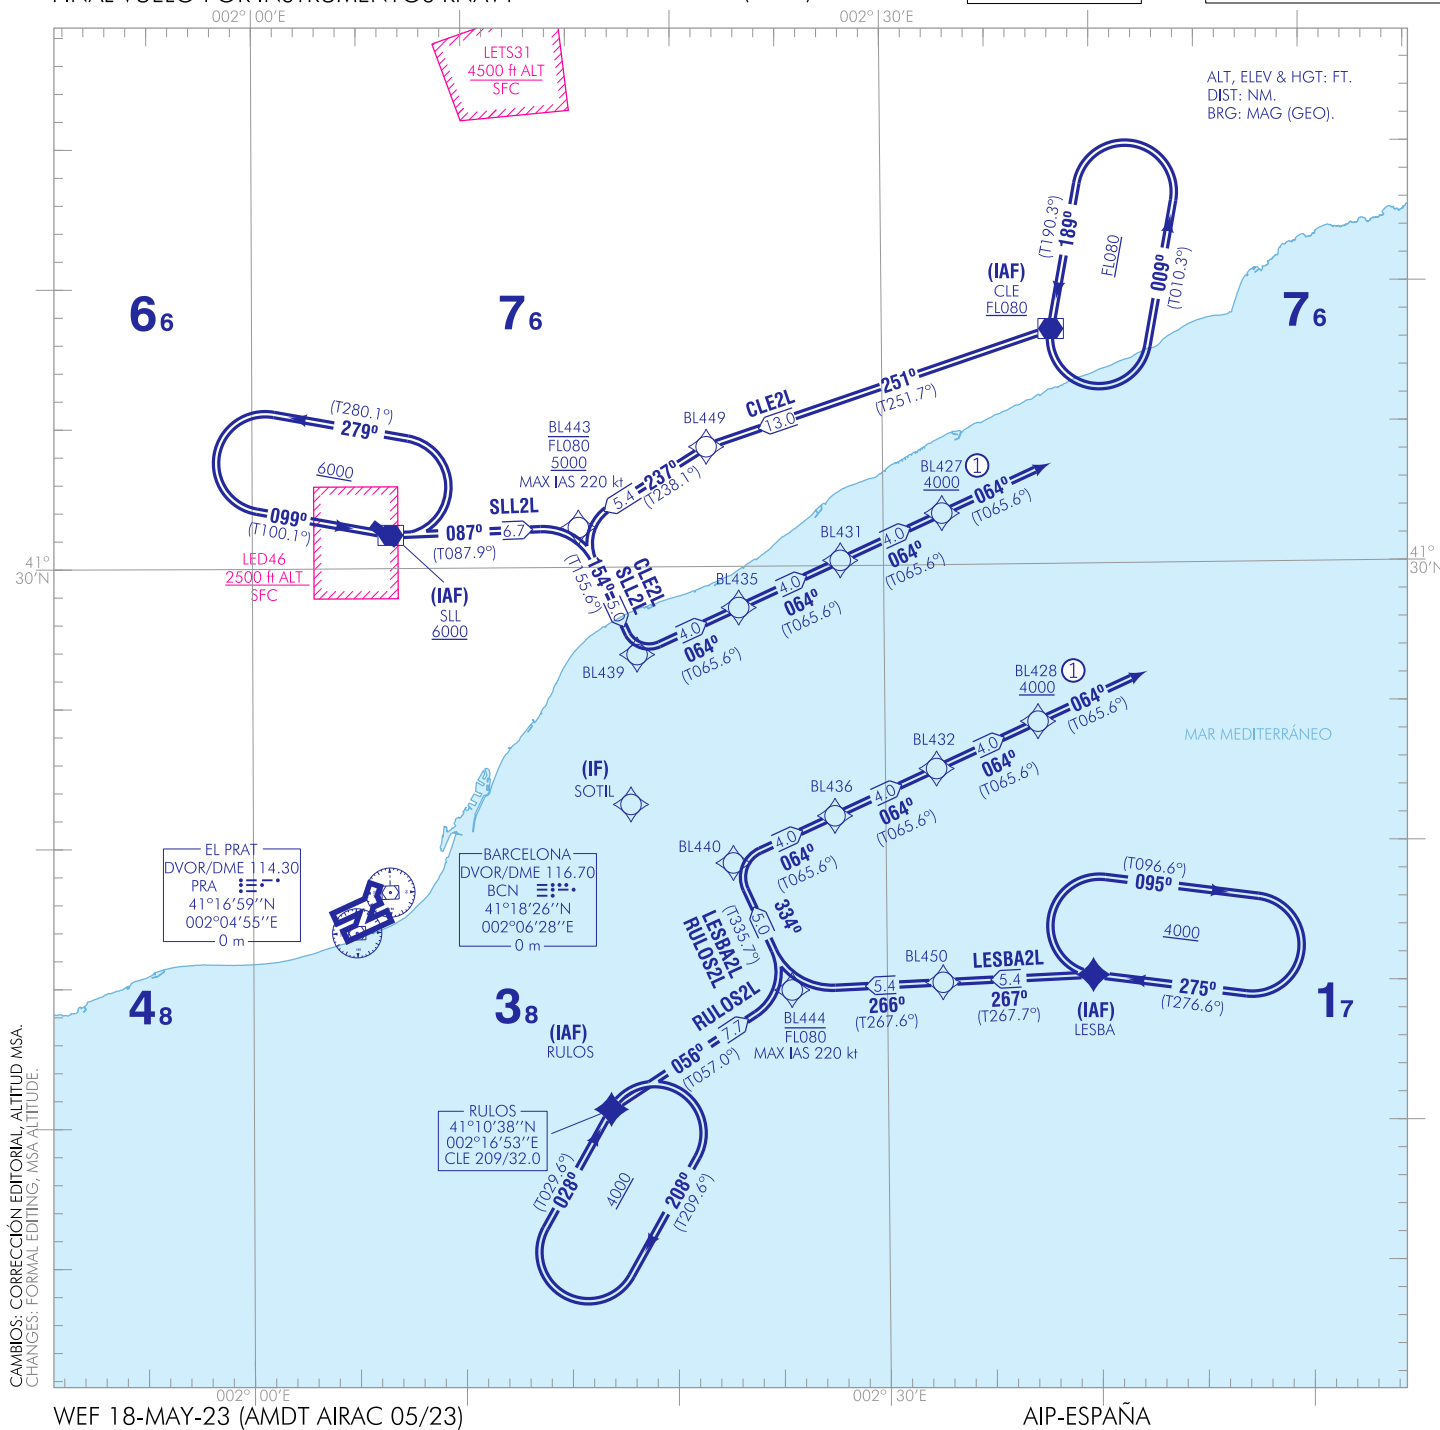 002° 00'E
002° 30'E
LETS31
4500 ft ALT
SFC
ALT, ELEV & HGT: FT.
DIST: NM.
BRG: MAG (GEO).
(T190.3°)
189°
FL080
009°
(T010.3°)
(IAF)
CLE
FL080
6 6
7 6
7 6
251°
(T251.7°)
CLE2L
13.0
BL449
(T280.1°)
279°
6000
099°
(T100.1°)
BL443
FL080
5000
MAX IAS 220 kt
5.4
237°
(T238.1°)
SLL2L
087°
6.7
(T087.9°)
BL427 1
4000
064°
(T065.6°)
BL431
4.0
064°
(T065.6°)
LED46
2500 ft ALT
SFC
(IAF)
SLL
6000
41°
30'N
41°
30'N
154°
5.0
(T155.6°)
CLE2L
SLL2L
BL435
4.0
064°
(T065.6°)
BL439
4.0
064°
(T065.6°)
BL428 1
4000
064°
(T065.6°)
MAR MEDITERRÁNEO
BL432
4.0
064°
(T065.6°)
(IF)
SOTIL
BL436
4.0
064°
(T065.6°)
BL440
4.0
064°
(T065.6°)
EL PRAT
DVOR/DME 114.30
PRA
41°16'59''N
002°04'55''E
0 m
BARCELONA
DVOR/DME 116.70
BCN
41°18'26''N
002°06'28''E
0 m
334°
5.0
(T335.7°)
LESBA2L
RULOS2L
(T096.6°)
095°
4000
275°
(T276.6°)
BL450
LESBA2L
5.4
267°
(T267.7°)
5.4
266°
(T267.6°)
(IAF)
LESBA
BL444
FL080
MAX IAS 220 kt
4 8
3 8
1 7
RULOS2L
056°
7.7
(T057.0°)
(IAF)
RULOS
RULOS
41°10'38''N
002°16'53''E
CLE 209/32.0
(T029.6°)
028°
4000
208°
(T209.6°)
CAMBIOS: CORRECCIÓN EDITORIAL, ALTITUD MSA.
CHANGES: FORMAL EDITING, MSA ALTITUDE.
002° 00'E
002° 30'E
WEF 18-MAY-23 (AMDT AIRAC 05/23)
AIP-ESPAÑA